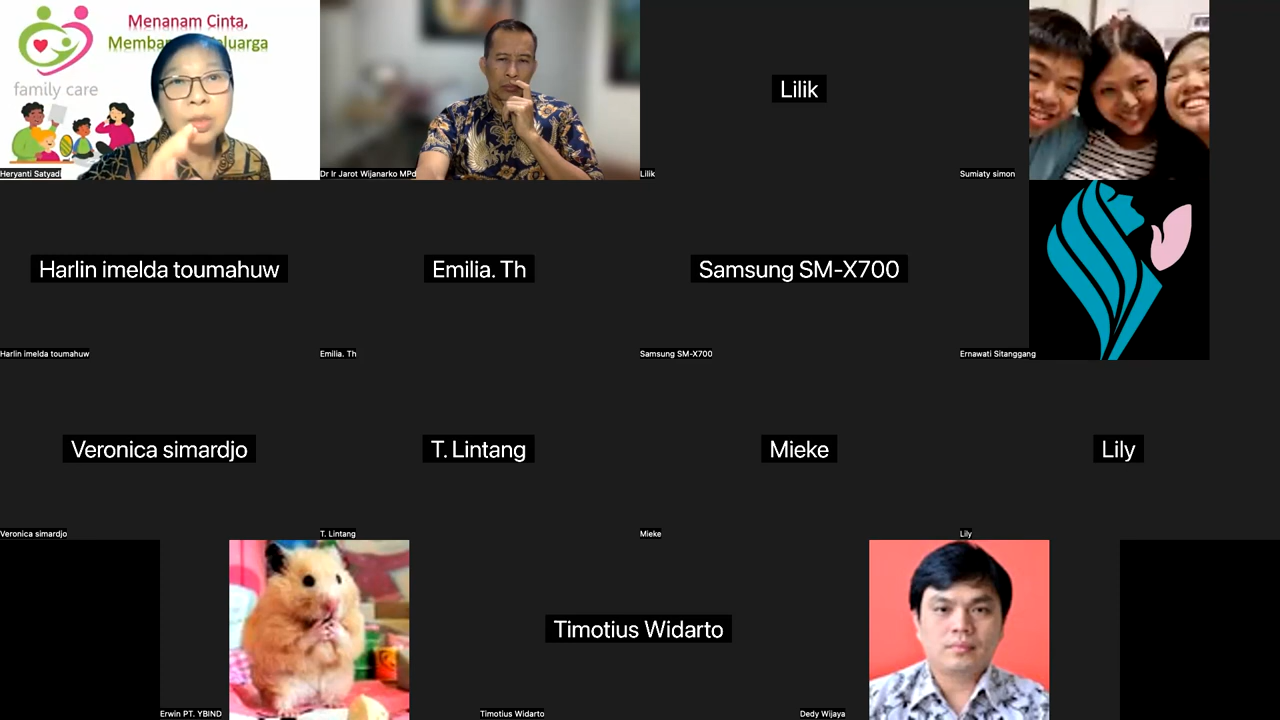 Menanam Cinta,
family care
Heryanti Satyadi
Dr Ir Jarot Wijanarko MPd
Lilik
Lilik
Sumiaty simon
Harlin imelda toumahuw
Harlin imelda toumahuw
Emilia. Th
Emilia. Th
Samsung SM-X700
Samsung SM-X700
Ernawati Sitanggang
Veronica simardjo
Veronica simardjo
T. Lintang
T. Lintang
Mieke
Mieke
Lily
Lily
Erwin PT. YBIND
Timotius Widarto
Timotius Widarto
Dedy Wijaya